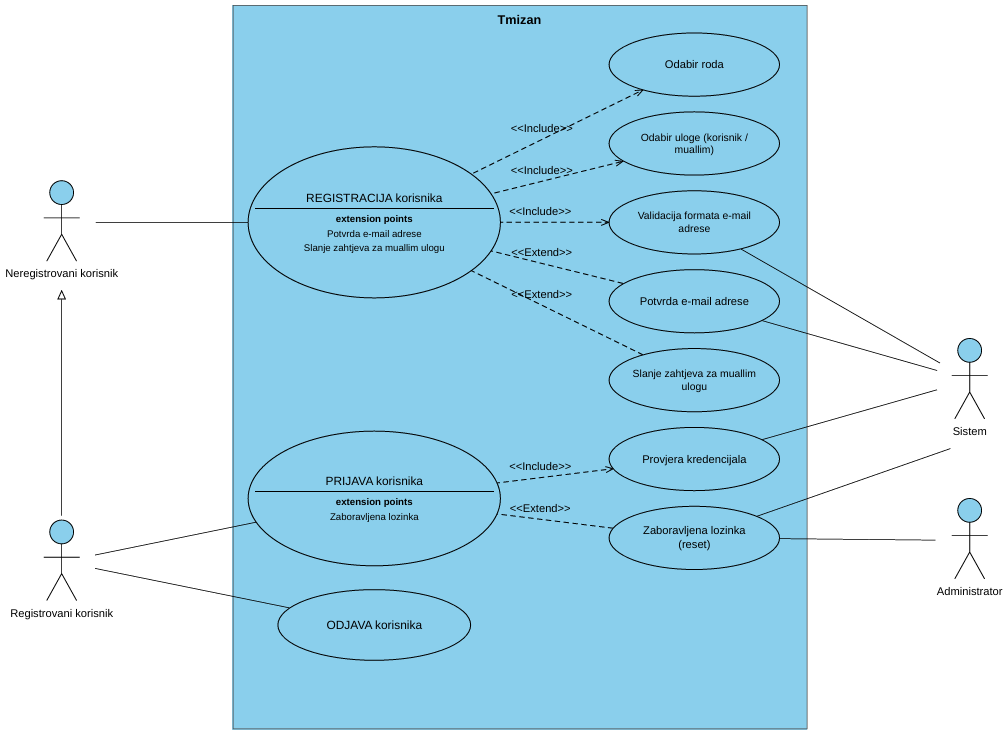 Tmizan
Odabir roda
<<Include>>
Odabir uloge (korisnik /
muallim)
<<Include>>
REGISTRACIJA korisnika
extension points
Potvrda e-mail adrese
Slanje zahtjeva za muallim ulogu
<<Include>>
Validacija formata e-mail
adrese
<<Extend>>
Neregistrovani korisnik
<<Extend>>
Potvrda e-mail adrese
Slanje zahtjeva za muallim
ulogu
Sistem
PRIJAVA korisnika
extension points
Zaboravljena lozinka
<<Include>>
Provjera kredencijala
<<Extend>>
Zaboravljena lozinka
(reset)
Administrator
Registrovani korisnik
ODJAVA korisnika